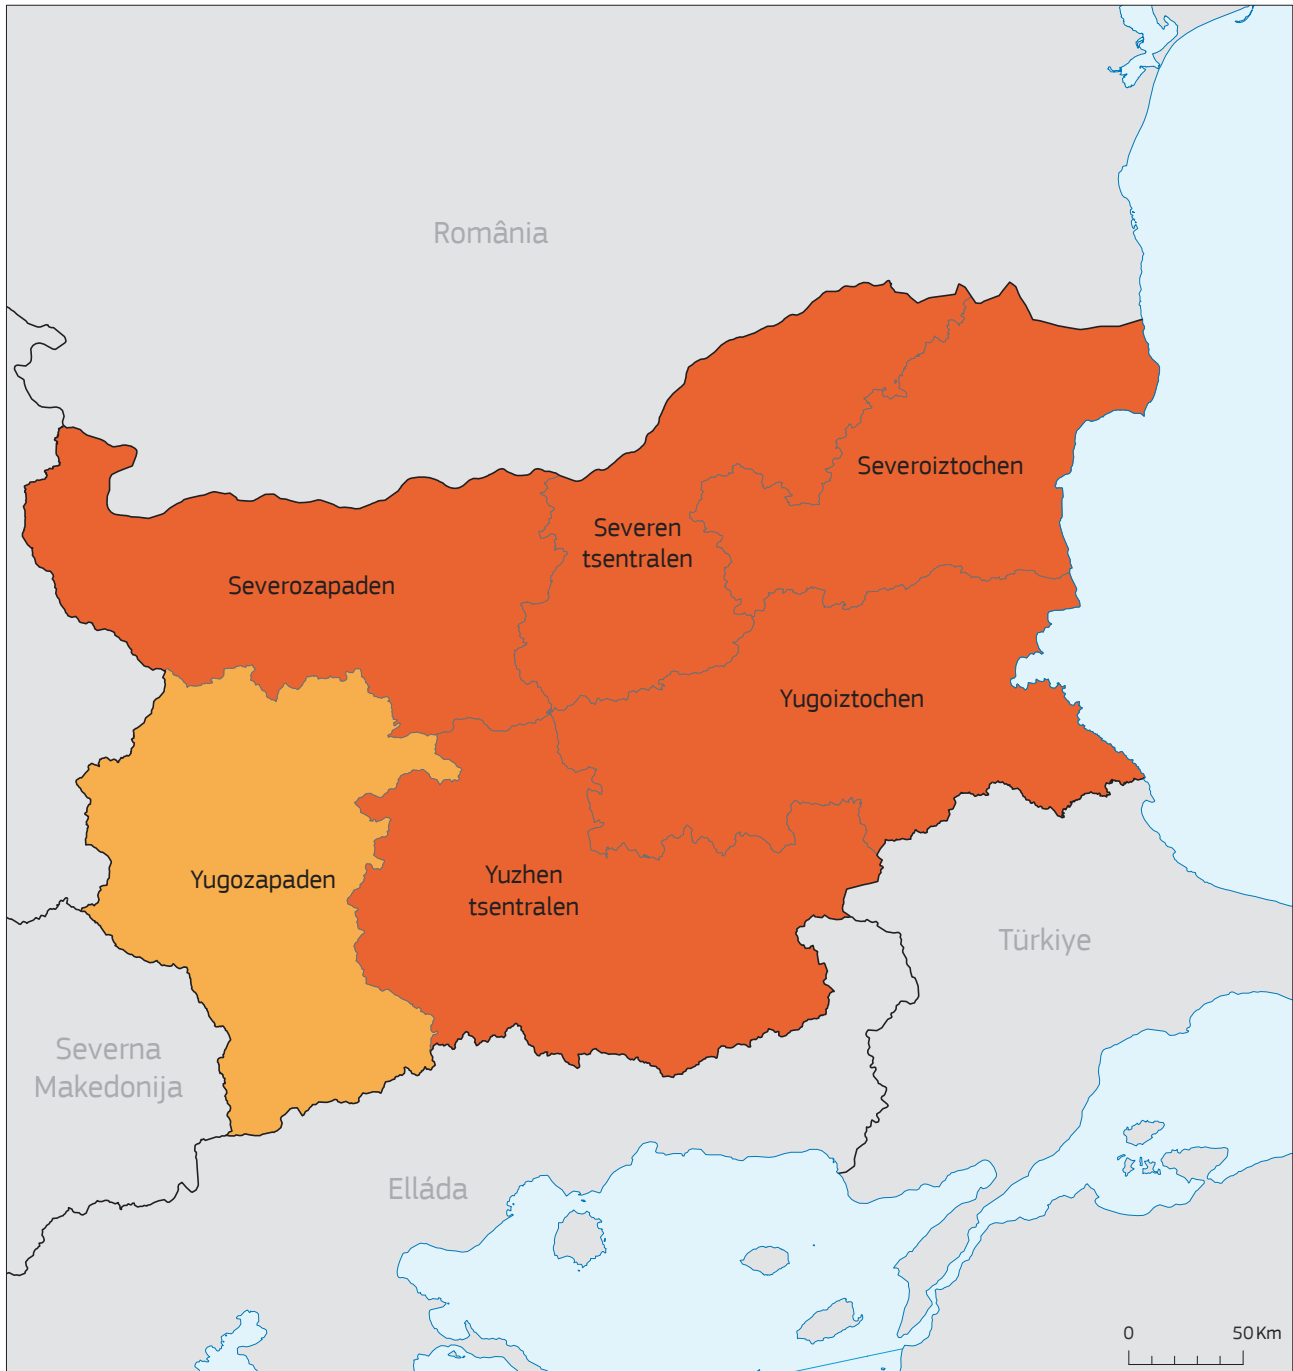 România
Severoiztochen
Severen
tsentralen
Severozapaden
Yugoiztochen
Yugozapaden
Yuzhen
tsentralen
Türkiye
Severna
Makedonija
Elláda
0 50 Km